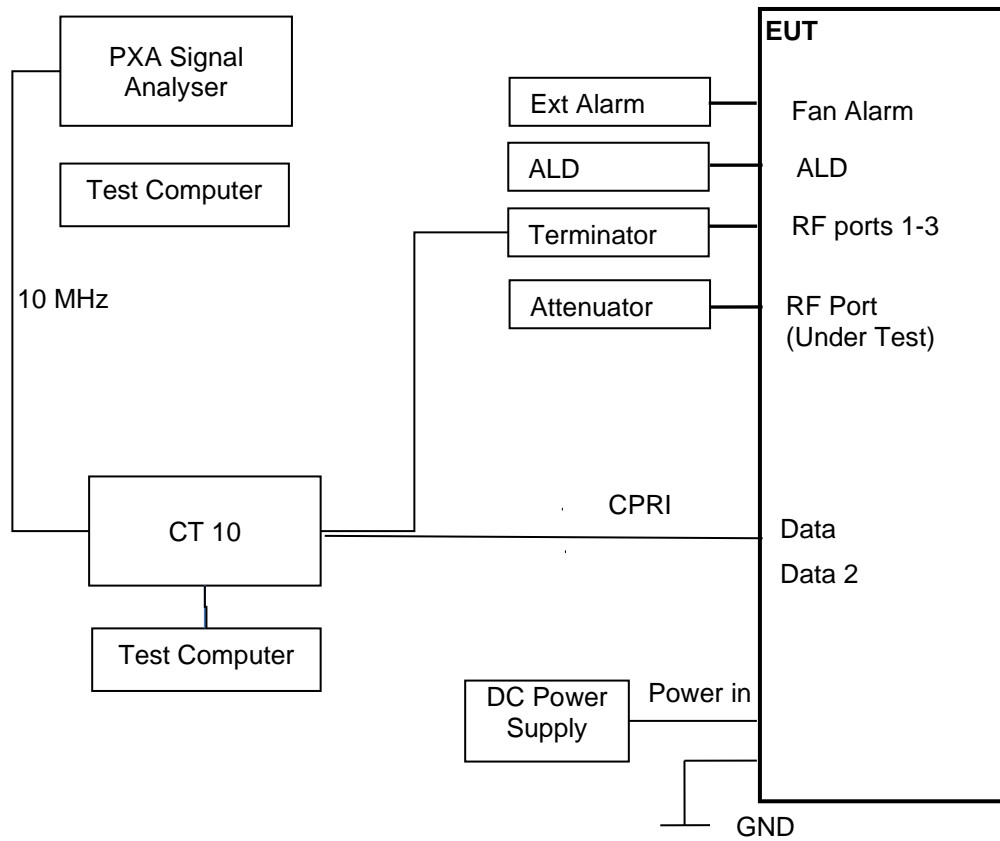 EUT
PXA Signal
Analyser
Ext Alarm
Fan Alarm
ALD
ALD
Test Computer
Terminator
RF ports 1-3
10 MHz
Attenuator
RF Port
(Under Test)
CPRI
CT 10
Data
Data 2
Test Computer
DC Power
Supply
Power in
GND